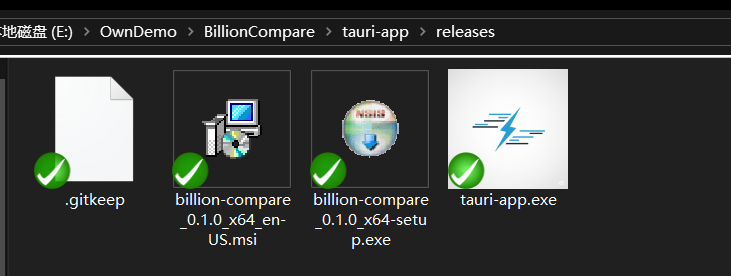 地磁盘 (E:) > OwnDemo > BillionCompare > tauri-app > releases
NSIS
.gitkeep
billion-compare
_0.1.0_x64_en-
US.msi
billion-compare
_0.1.0_x64-setu
p.exe
tauri-app.exe